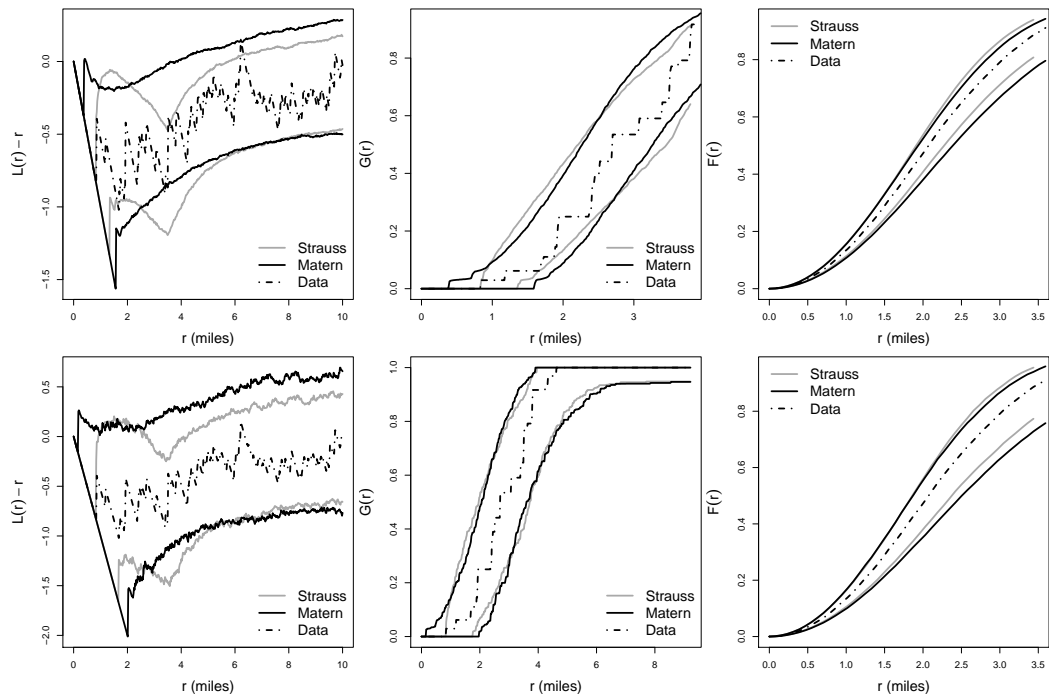 L(r) − r
0.0
−0.5
−1.0
−1.5
Strauss
Matern
Data
0 2 4 6 8 10
r (miles)
G(r)
0.8
0.6
0.4
0.2
0.0
Strauss
Matern
Data
0 1 2 3
r (miles)
F(r)
0.8
0.6
0.4
0.2
0.0
Strauss
Matern
Data
0.0 0.5 1.0 1.5 2.0 2.5 3.0 3.5
r (miles)
L(r) − r
0.5
0.0
−0.5
−1.0
−1.5
−2.0
Strauss
Matern
Data
0 2 4 6 8 10
r (miles)
G(r)
1.0
0.8
0.6
0.4
0.2
0.0
Strauss
Matern
Data
0 2 4 6 8
r (miles)
F(r)
0.8
0.6
0.4
0.2
0.0
Strauss
Matern
Data
0.0 0.5 1.0 1.5 2.0 2.5 3.0 3.5
r (miles)